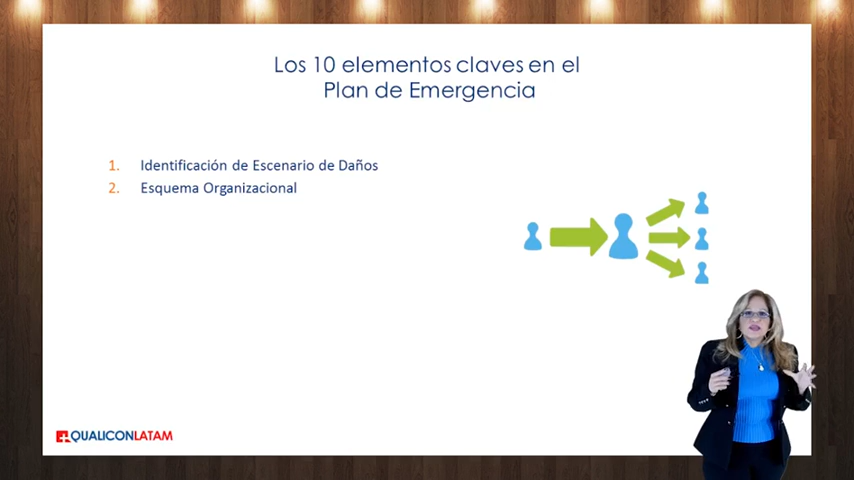 Los 10 elementos claves en el
Plan de Emergencia
1. Identificación de Escenario de Daños
2. Esquema Organizacional
QUALICONLATAM